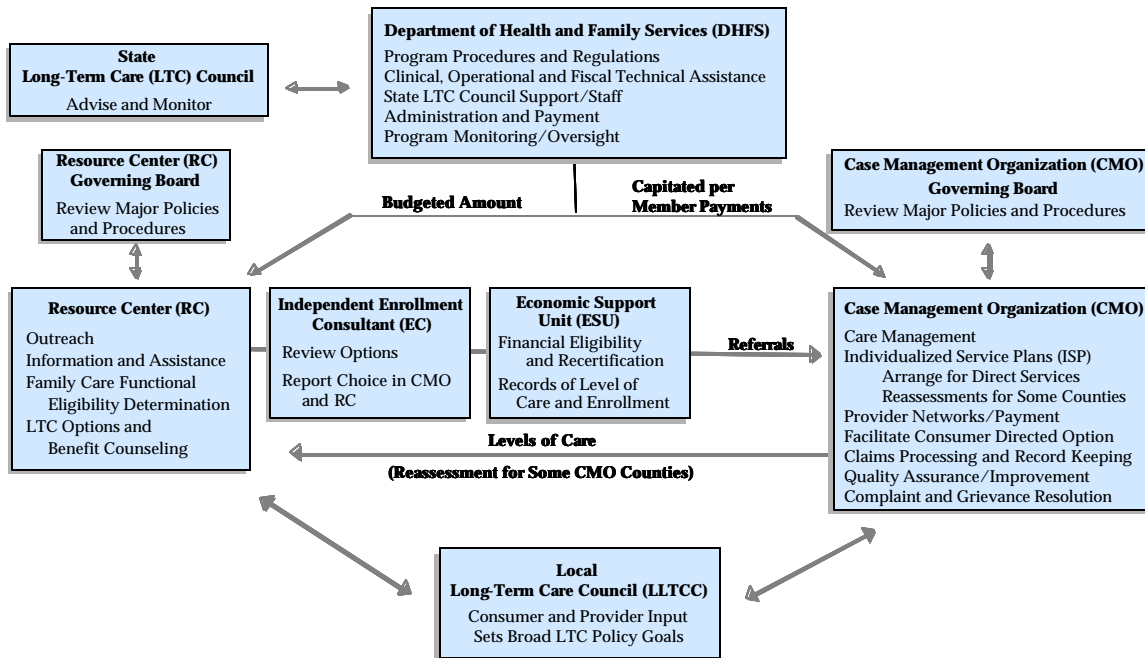 State
Long-Term Care (LTC) Council
Advise and Monitor
Department of Health and Family Services (DHFS)
Program Procedures and Regulations
Clinical, Operational and Fiscal Technical Assistance
State LTC Council Support/Staff
Administration and Payment
Program Monitoring/Oversight
Resource Center (RC)
Governing Board
Review Major Policies
and Procedures
Budgeted Amount
Capitated per
Member Payments
Case Management Organization (CMO)
Governing Board
Review Major Policies and Procedures
Resource Center (RC)
Outreach
Information and Assistance
Family Care Functional
Eligibility Determination
LTC Options and
Benefit Counseling
Independent Enrollment
Consultant (EC)
Review Options
Report Choice in CMO
and RC
Economic Support
Unit (ESU)
Financial Eligibility
and Recertification
Records of Level of
Care and Enrollment
Referrals
Case Management Organization (CMO)
Care Management
Individualized Service Plans (ISP)
Arrange for Direct Services
Reassessments for Some Counties
Provider Networks/Payment
Facilitate Consumer Directed Option
Claims Processing and Record Keeping
Quality Assurance/Improvement
Complaint and Grievance Resolution
Levels of Care
(Reassessment for Some CMO Counties)
Local
Long-Term Care Council (LLTCC)
Consumer and Provider Input
Sets Broad LTC Policy Goals